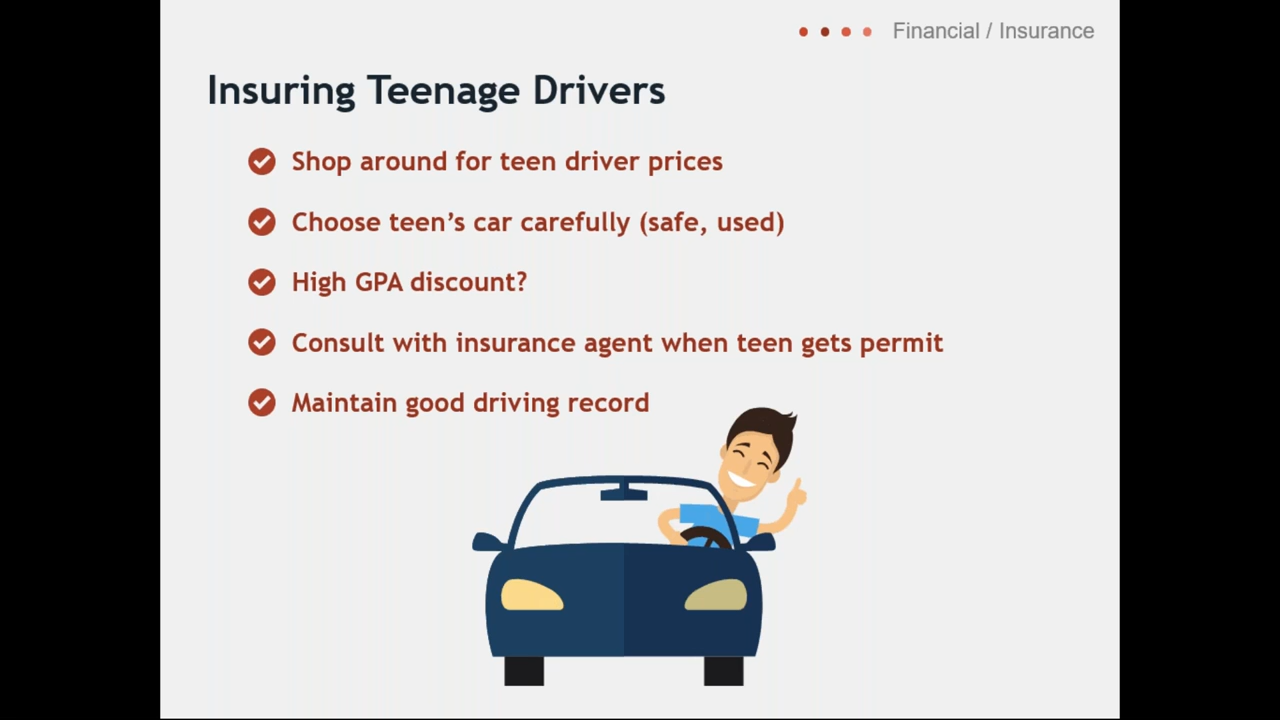 Financial / Insurance
Insuring Teenage Drivers
Shop around for teen driver prices
Choose teen’s car carefully (safe, used)
High GPA discount?
Consult with insurance agent when teen gets permit
Maintain good driving record